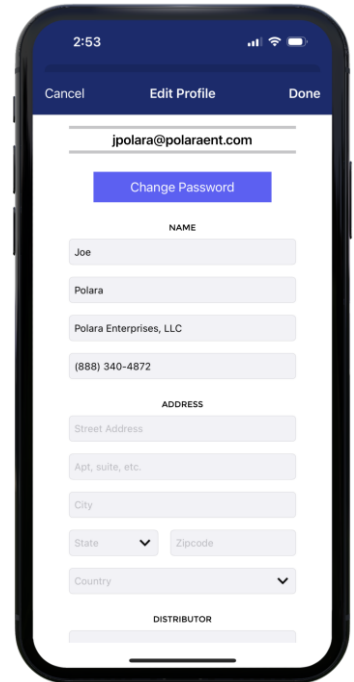 2:53
Cancel Edit Profile Done
jpolara@polaraent.com
Change Password
NAME
Joe
Polara
Polara Enterprises, LLC
(888) 340-4872
ADDRESS
Street Address
Apt, suite, etc.
City
State Zipcode
Country
DISTRIBUTOR